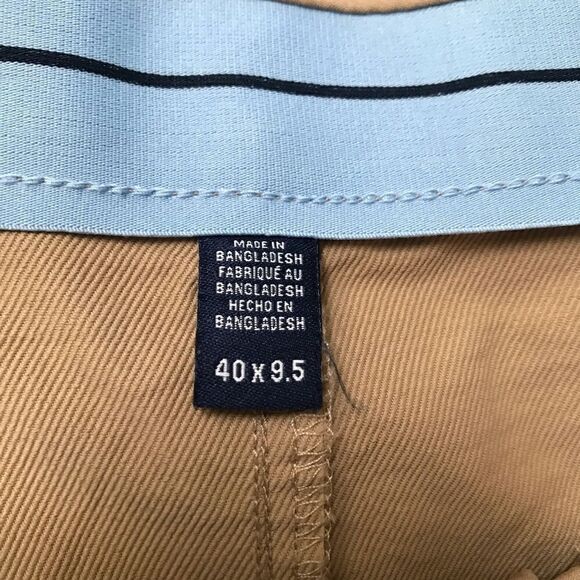 MADE IN
BANGLADESH
FABRIQUÉ AU
BANGLADESH
HECHO EN
BANGLADESH
40 X 9.5